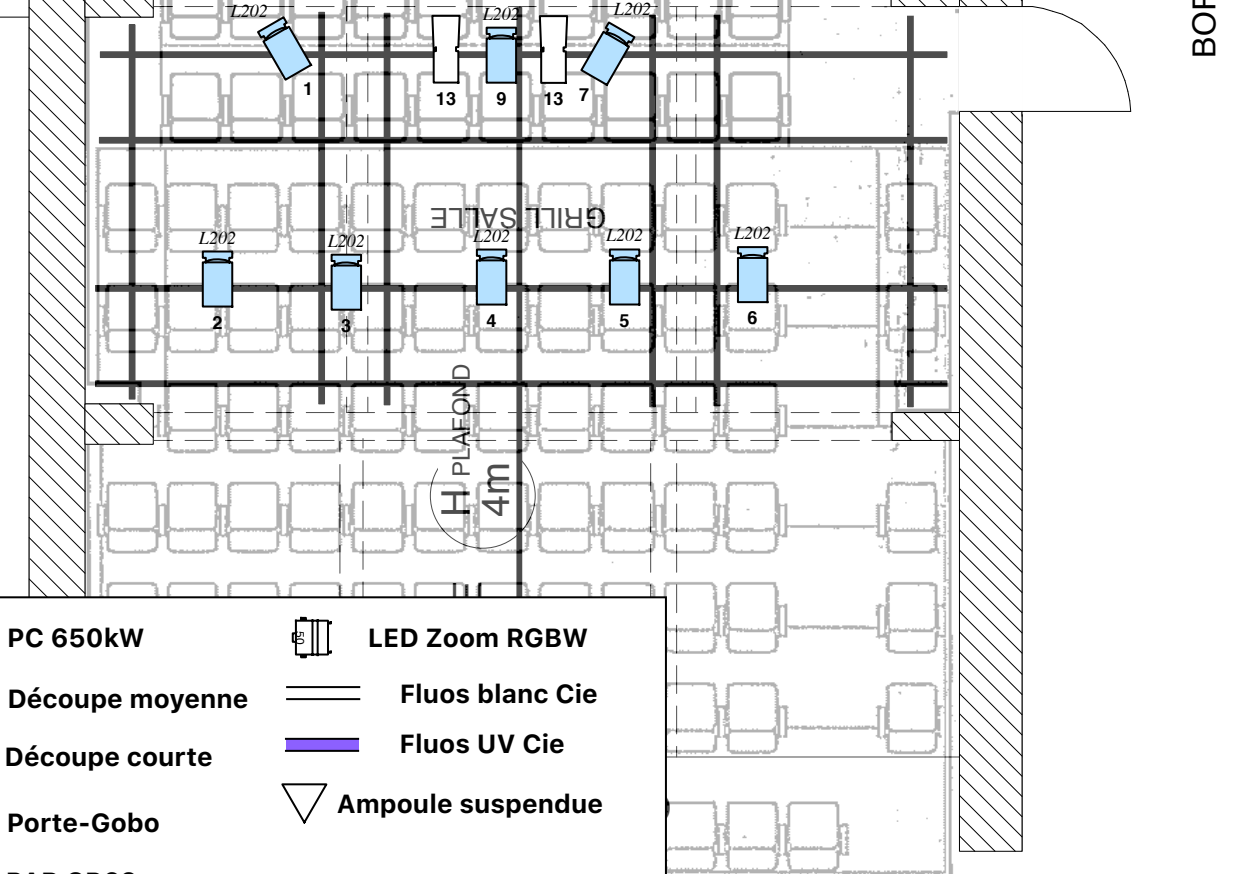 L202
L202
L202
BOR
1
13
9
13
7
GRILL SALLE
L202
L202
L202
L202
L202
2
3
4
5
6
H PLAFOND
4m
PC 650kW
LED Zoom RGBW
50
Découpe moyenne
Fluos blanc Cie
Découpe courte
Fluos UV Cie
Porte-Gobo
Ampoule suspendue